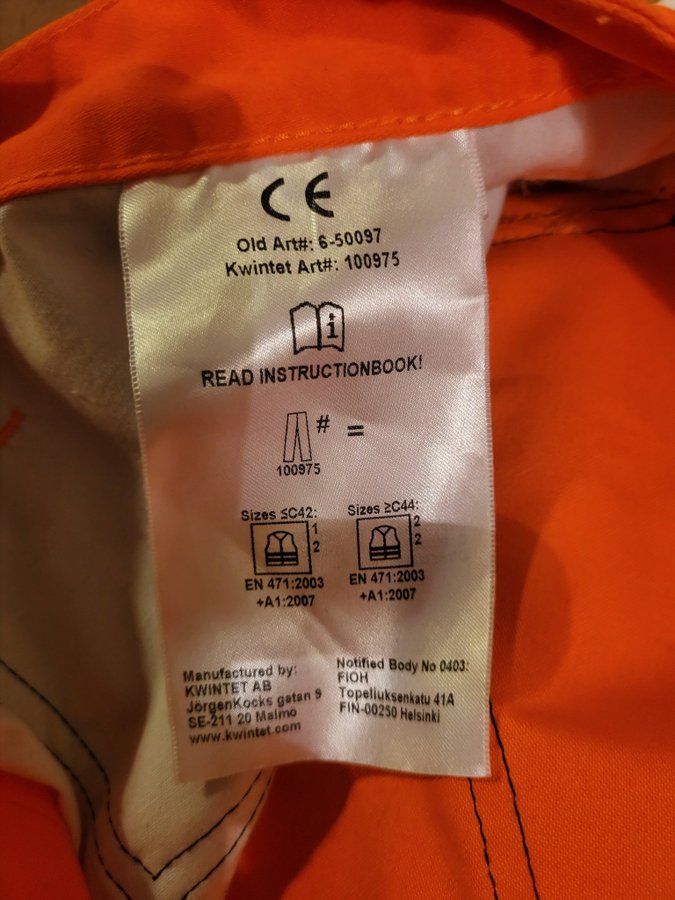 CE
Old Art#: 6-50097
Kwintet Art#: 100975
i
READ INSTRUCTIONBOOK!
# =
100975
Sizes ≤C42:
1
2
EN 471:2003
+A1:2007
Sizes ≥C44:
2
2
EN 471:2003
+A1:2007
Manufactured by:
KWINTET AB
JörgenKocks gatan 9
SE-211 20 Malmo
www.kwintet.com
Notified Body No 0403:
FIOH
Topeliuksenkatu 41A
FIN-00250 Helsinki